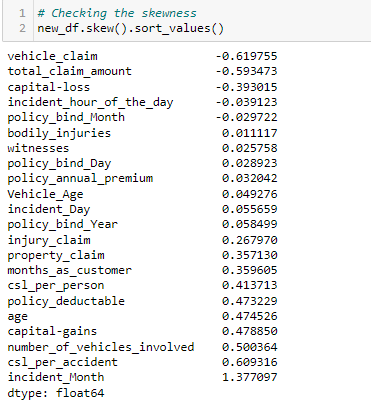 1 # Checking the skewness
2 new_df.skew().sort_values()
vehicle_claim -0.619755
total_claim_amount -0.593473
capital-loss -0.393015
incident_hour_of_the_day -0.039123
policy_bind_Month -0.029722
bodily_injuries 0.011117
witnesses 0.025758
policy_bind_Day 0.028923
policy_annual_premium 0.032042
Vehicle_Age 0.049276
incident_Day 0.055659
policy_bind_Year 0.058499
injury_claim 0.267970
property_claim 0.357130
months_as_customer 0.359605
csl_per_person 0.413713
policy_deductable 0.473229
age 0.474526
capital-gains 0.478850
number_of_vehicles_involved 0.500364
csl_per_accident 0.609316
incident_Month 1.377097
dtype: float64